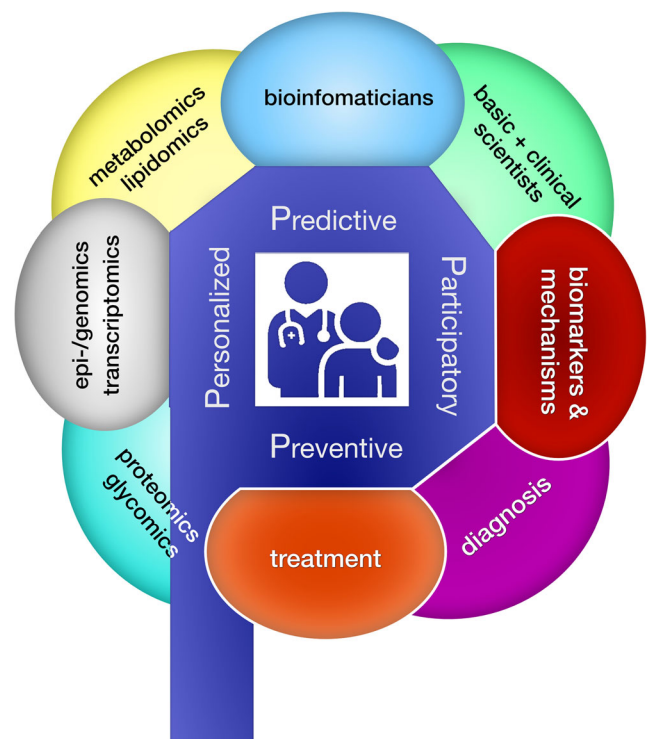 bioinfomaticians
basic + clinical
scientists
biomarkers &
mechanisms
diagnosis
treatment
proteomics
glycomics
epi-/genomics
transcriptomics
metabolomics
lipidomics
Predictive
Participatory
Preventive
Personalized